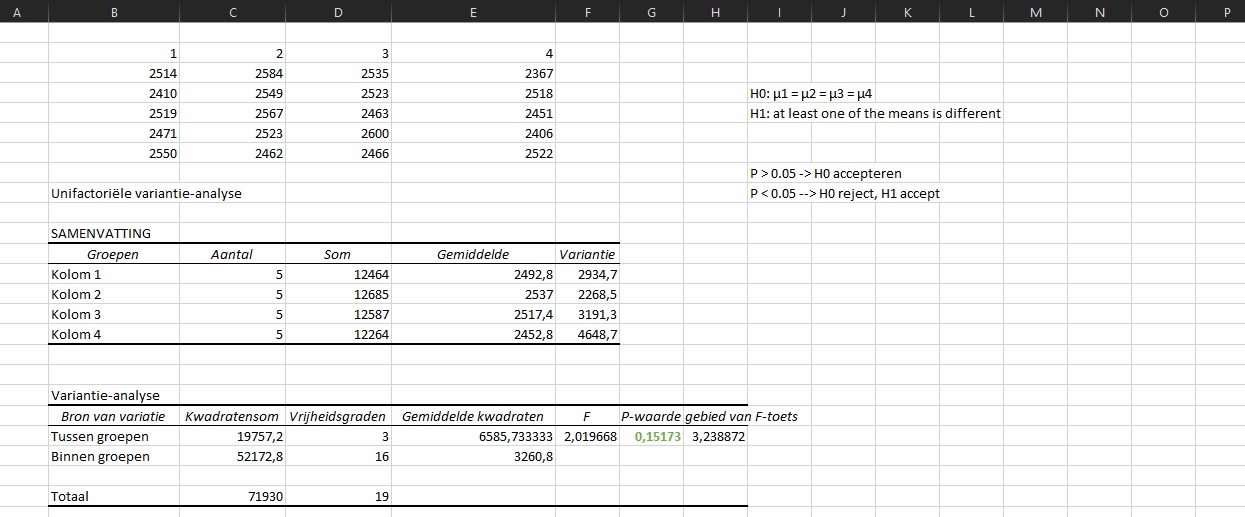 A B C D E F G H I J K L M N O P
1 2 3 4
2514 2584 2535 2367
2410 2549 2523 2518 H0: µ1 = µ2 = µ3 = µ4
2519 2567 2463 2451 H1: at least one of the means is different
2471 2523 2600 2406
2550 2462 2466 2522
P > 0.05 -> H0 accepteren
Unifactoriële variantie-analyse P < 0.05 --> H0 reject, H1 accept
SAMENVATTING
Groepen Aantal Som Gemiddelde Variantie
Kolom 1 5 12464 2492,8 2934,7
Kolom 2 5 12685 2537 2268,5
Kolom 3 5 12587 2517,4 3191,3
Kolom 4 5 12264 2452,8 4648,7
Variantie-analyse
Bron van variatie Kwadratensom Vrijheidsgraden Gemiddelde kwadraten F P-waarde gebied van F-toets
Tussen groepen 19757,2 3 6585,733333 2,019668 0,15173 3,238872
Binnen groepen 52172,8 16 3260,8
Totaal 71930 19